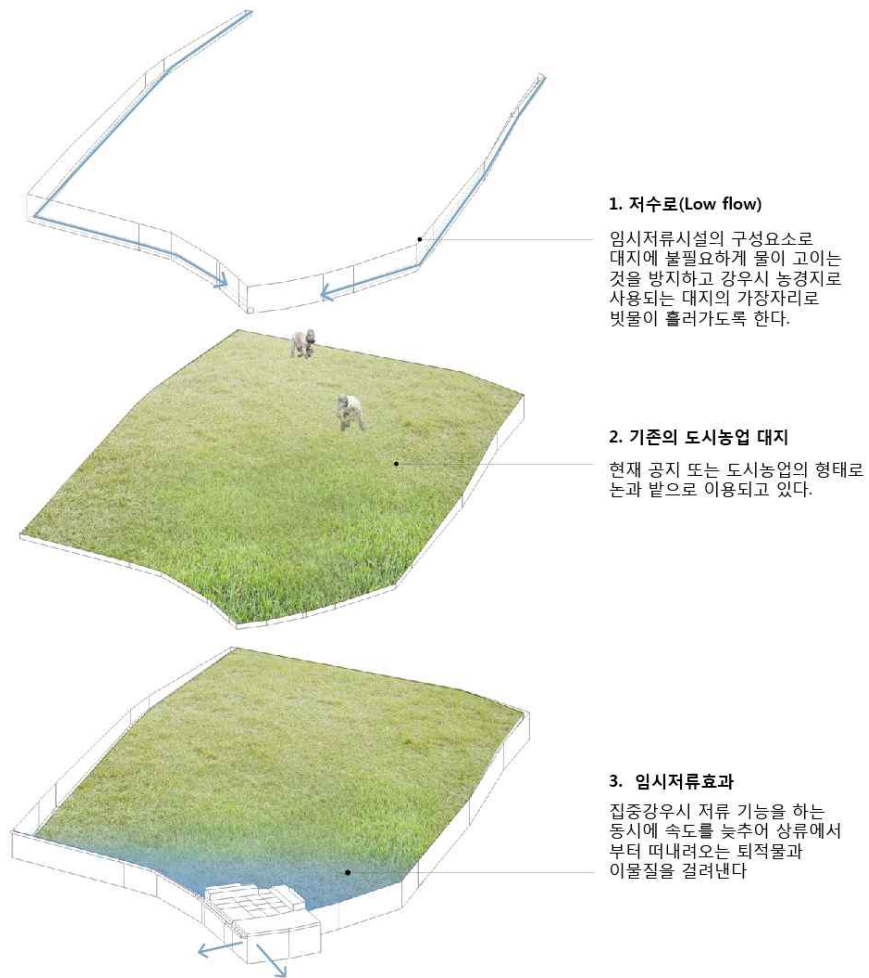 1. 저수로(Low flow)
임시저류시설의 구성요소로
대지에 불필요하게 물이 고이는
것을 방지하고 강우시 농경지로
사용되는 대지의 가장자리로
빗물이 흘러가도록 한다.
2. 기존의 도시농업 대지
현재 공지 또는 도시농업의 형태로
논과 밭으로 이용되고 있다.
3. 임시저류효과
집중강우시 저류 기능을 하는
동시에 속도를 늦추어 상류에서
부터 떠내려오는 퇴적물과
이물질을 걸려낸다